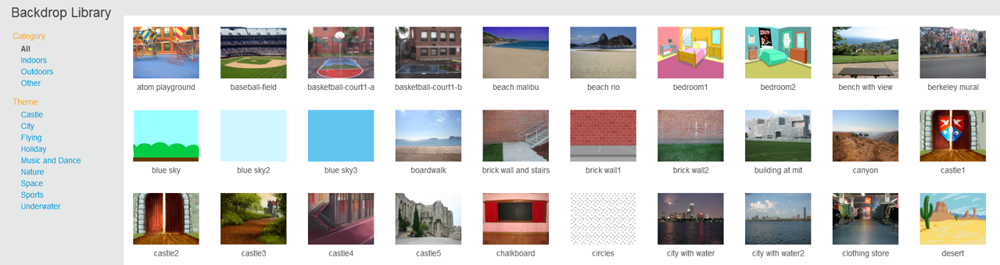 Backdrop Library
Category
All
Indoors
Outdoors
Other
Theme
Castle
City
Flying
Holiday
Music and Dance
Nature
Space
Sports
Underwater
atom playground baseball-field basketball-court1-a basketball-court1-b beach malibu beach rio bedroom1 bedroom2 bench with view berkeley mural
blue sky blue sky2 blue sky3 boardwalk brick wall and stairs brick wall1 brick wall2 building at mit canyon castle1
castle2 castle3 castle4 castle5 chalkboard circles city with water city with water2 clothing store desert